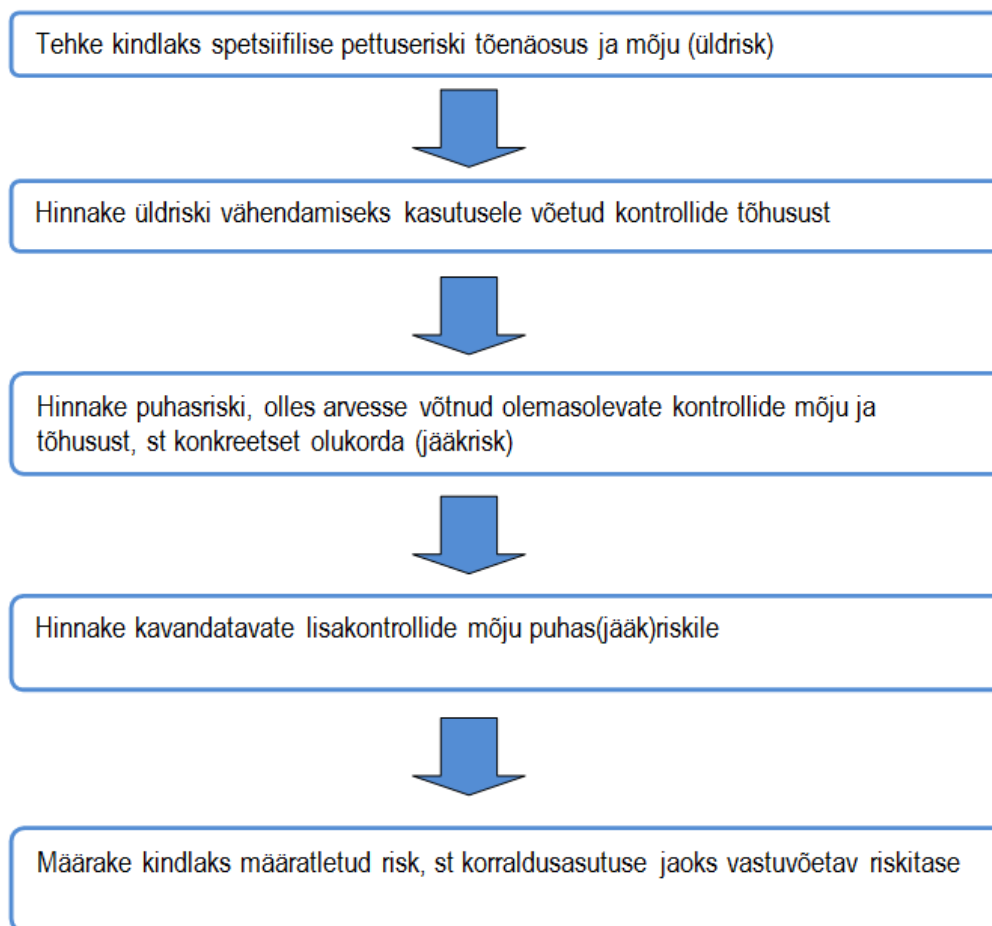 Tehke kindlaks spetsiifilise pettuseriski tõenäosus ja mõju (üldrisk)
Hinnake üldriski vähendamiseks kasutusele võetud kontrollide tõhusust
Hinnake puhasriski, olles arvesse võtnud olemasolevate kontrollide mõju ja
tõhusust, st konkreetset olukorda (jääkrisk)
Hinnake kavandatavate lisakontrollide mõju puhas(jääk)riskile
Määrake kindlaks määratletud risk, st korraldusasutuse jaoks vastuvõetav riskitase